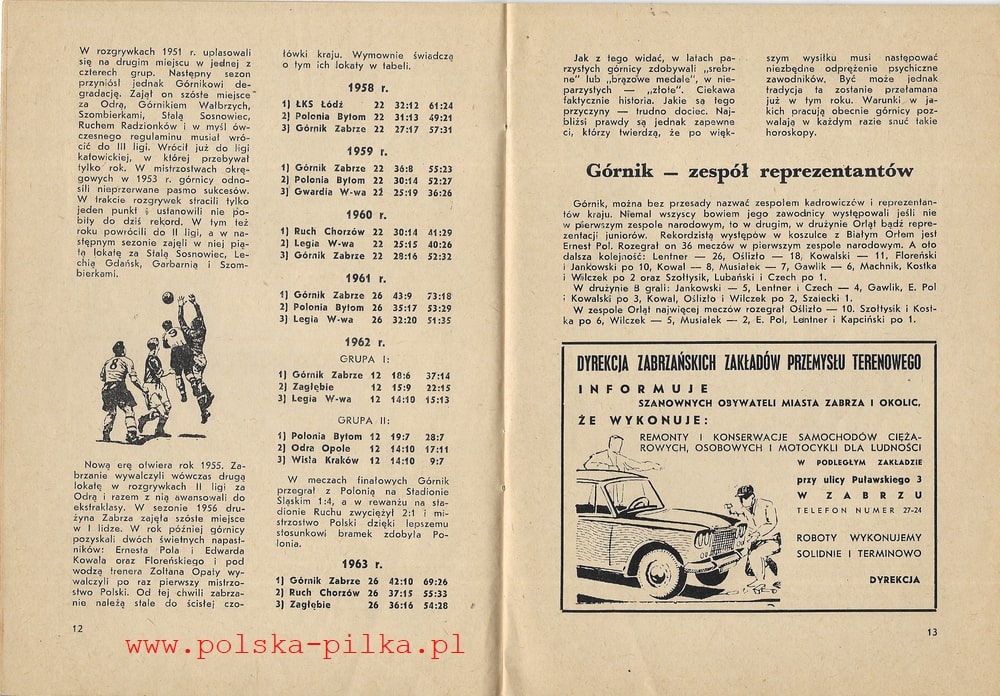 W rozgrywkach 1951 r. uplasowali
się na drugim miejscu w jednej z
czterech grup. Następny sezon
przyniósł jednak Górnikowi de-
gradację. Zajął on szóste miejsce
za Odrą, Górnikiem Wałbrzych,
Szombierkami, Stalą Sosnowiec,
Ruchem Radzionków i w myśl ów-
czesnego regulaminu musiał wró-
cić do III ligi. Wrócił już do ligi
katowickiej, w której przebywał
tylko rok. W mistrzostwach okrę-
gowych w 1953 r. górnicy odno-
sili nieprzerwane pasmo sukcesów.
W trakcie rozgrywek stracili tylko
jeden punkt i ustanowili nie po-
bity do dziś rekord. W tym też
roku powrócili do II ligi, a w na-
stępnym sezonie zajęli w niej pią-
tą lokatę za Stalą Sosnowiec, Le-
chią Gdańsk, Garbarnią i Szom-
bierkami.
8
Nową erę otwiera rok 1955. Za-
brzanie wywalczyli wówczas drugą
lokatę w rozgrywkach II ligi za
Odrą i razem z nią awansowali do
ekstraklasy. W sezonie 1956 dru-
żyna Zabrza zajęła szóste miejsce
w I lidze. W rok później górnicy
pozyskali dwóch świetnych napast-
ników: Ernesta Pola i Edwarda
Kowala oraz Floreńskiego i pod
wodzą trenera Zoltana Opaty wy-
walczyli po raz pierwszy mistrzo-
stwo Polski. Od tej chwili zabrza-
nie należą stale do ścisłej czo-
12
łówki kraju. Wymownie świadczą
o tym ich lokaty w tabeli.
1958 r.
1) ŁKS Łódź 22 32:12 61:24
2) Polonia Bytom 22 31:13 49:21
3) Górnik Zabrze 22 27:17 57:31
1959 r.
1) Górnik Zabrze 22 36:8 55:23
2) Polonia Bytom 22 30:14 52:27
3) Gwardia W-wa 22 25:19 36:26
1960 r.
1) Ruch Chorzów 22 30:14 41:29
2) Legia W-wa 22 25:15 40:26
3) Górnik Zabrze 22 28:16 52:32
1961 r.
1) Górnik Zabrze 26 43:9 73:18
2) Polonia Bytom 26 35:17 53:29
3) Legia W-wa 26 32:20 51:35
1962 r.
GRUPA I:
1) Górnik Zabrze 12 18:6 37:14
2) Zagłębie 12 15:9 22:15
3) Legia W-wa 12 14:10 15:13
GRUPA II:
1) Polonia Bytom 12 19:7 28:7
2) Odra Opole 12 14:10 17:11
3) Wisła Kraków 12 14:10 9:7
W meczach finałowych Górnik
przegrał z Polonią na Stadionie
Śląskim 1:4, a w rewanżu na sta-
dionie Ruchu zwyciężył 2:1 i mi-
strzostwo Polski dzięki lepszemu
stosunkowi bramek zdobyła Po-
lonia.
1963 r.
1) Górnik Zabrze 26 42:10 69:26
2) Ruch Chorzów 26 37:15 55:33
3) Zagłębie 26 36:16 54:28
Jak z tego widać, w latach pa-
rzystych górnicy zdobywali „srebr-
ne" lub „brązowe medale", w nie-
parzystych — „złote". Ciekawa
faktycznie historia. Jakie są tego
przyczyny — trudno dociec. Naj-
bliżsi prawdy są jednak zapewne
ci, którzy twierdzą, że po więk-
szym wysiłku musi następować
niezbędne odprężenie psychiczne
zawodników. Być może jednak
tradycja ta zostanie przełamana
już w tym roku. Warunki w ja-
kich pracują obecnie górnicy poz-
walają w każdym razie snuć takie
horoskopy.
Górnik — zespół reprezentantów
Górnik, można bez przesady nazwać zespołem kadrowiczów i reprezentan-
tów kraju. Niemal wszyscy bowiem jego zawodnicy występowali jeśli nie
w pierwszym zespole narodowym, to w drugim, w drużynie Orląt bądź repre-
zentacji juniorów. Rekordzistą występów w koszulce z Białym Orłem jest
Ernest Pol. Rozegrał on 36 meczów w pierwszym zespole narodowym. A oto
dalsza kolejność: Lentner — 26, Oślizło — 18, Kowalski — 11, Floreński
i Jankowski po 10, Kowal — 8, Musiałek — 7, Gawlik — 6, Machnik, Kostka
i Wilczek po 2 oraz Szołtysik, Lubański i Czech po 1.
W drużynie B grali: Jankowski — 5, Lentner i Czech — 4, Gawlik, E. Pol
i Kowalski po 3, Kowal, Oślizło i Wilczek po 2, Szalecki 1.
W zespole Orląt najwięcej meczów rozegrał Oślizło — 10. Szołtysik i Kost-
ka po 6, Wilczek — 5, Musiałek — 2, E. Pol, Lentner i Kapciński po 1.
DYREKCJA ZABRZAŃSKICH ZAKŁADÓW PRZEMYSŁU TERENOWEGO
INFORMUJE
SZANOWNYCH OBYWATELI MIASTA ZABRZA I OKOLIC,
ŻE WYKONUJE:
REMONTY I KONSERWACJE SAMOCHODÓW CIĘŻA-
ROWYCH, OSOBOWYCH I MOTOCYKLI DLA LUDNOŚCI
W PODLEGŁYM ZAKŁADZIE
przy ulicy Puławskiego 3
W ZABRZU
TELEFON NUMER 27-24
ROBOTY WYKONUJEMY
SOLIDNIE I TERMINOWO
DYREKCJA
13
www.polska-pilka.pl